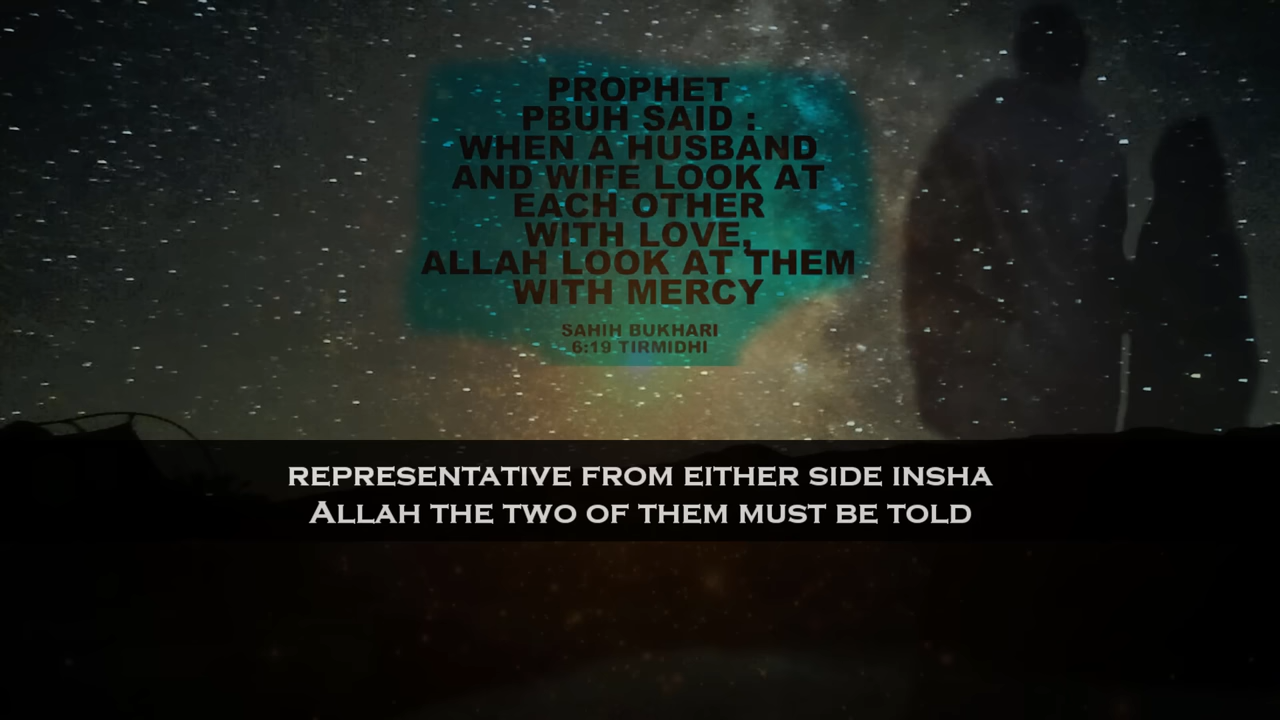 PROPHET
PBUH SAID :
WHEN A HUSBAND
AND WIFE LOOK AT
EACH OTHER
WITH LOVE,
ALLAH LOOK AT THEM
WITH MERCY
SAHIH BUKHARI
6:19 TIRMIDHI
REPRESENTATIVE FROM EITHER SIDE INSHA
ALLAH THE TWO OF THEM MUST BE TOLD